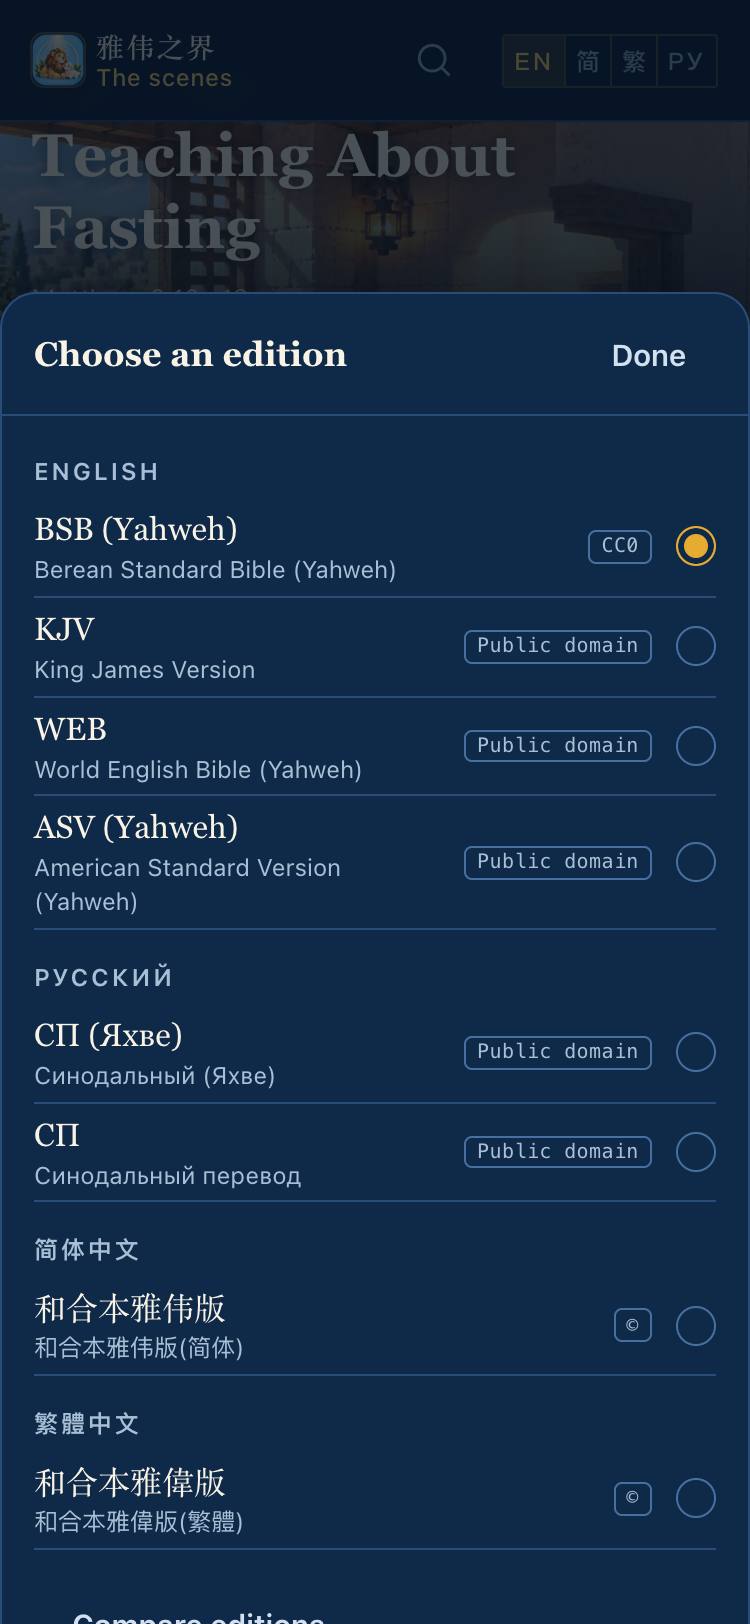 雅伟之界
The scenes
EN 简 繁 РУ
Teaching About
Fasting
Choose an edition
Done
ENGLISH
BSB (Yahweh)
Berean Standard Bible (Yahweh)
CC0
KJV
King James Version
Public domain
WEB
World English Bible (Yahweh)
Public domain
ASV (Yahweh)
American Standard Version
(Yahweh)
Public domain
РУССКИЙ
СП (Яхве)
Синодальный (Яхве)
Public domain
СП
Синодальный перевод
Public domain
简体中文
和合本雅伟版
和合本雅伟版(简体)
©
繁體中文
和合本雅偉版
和合本雅偉版(繁體)
©
Compare editions